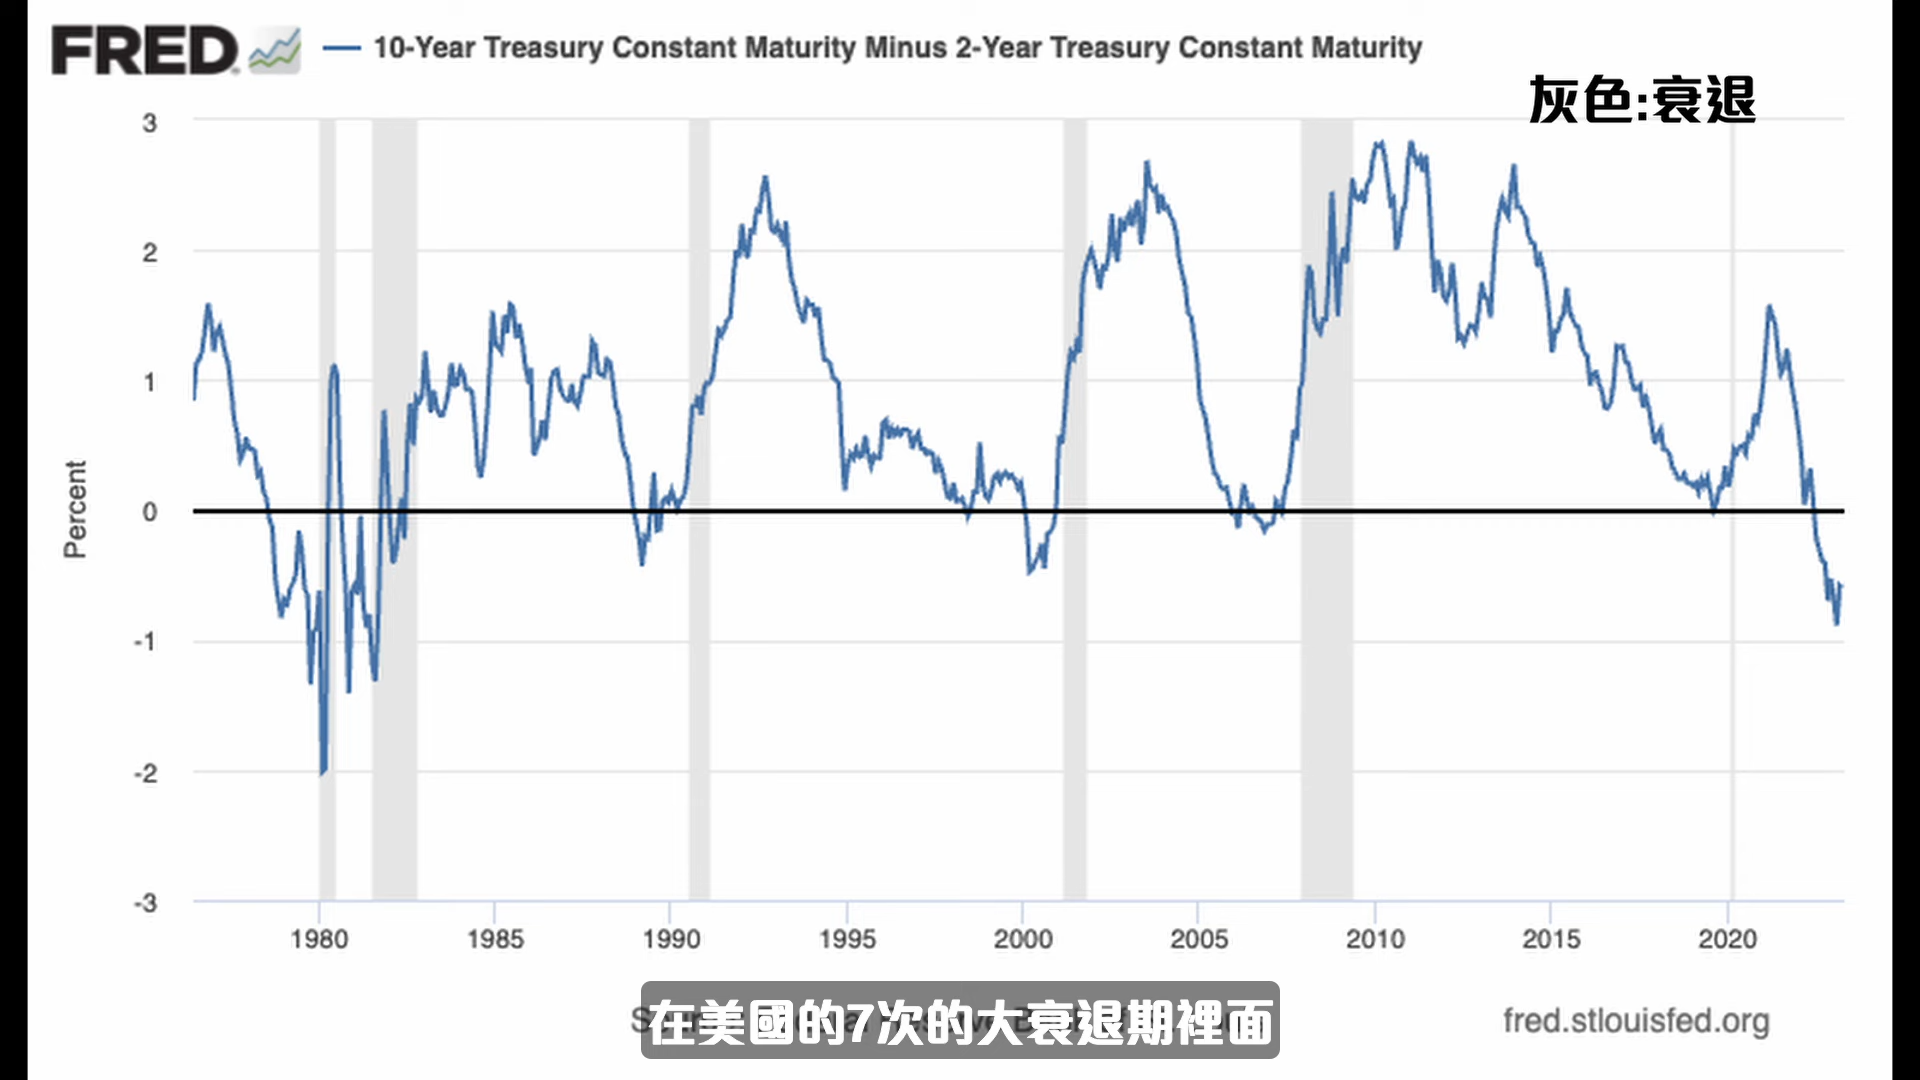 FRED
10-Year Treasury Constant Maturity Minus 2-Year Treasury Constant Maturity
灰色:衰退
3
2
1
0
-1
-2
-3
Percent
1980 1985 1990 1995 2000 2005 2010 2015 2020
在美國的7次的大衰退期裡面
fred.stlouisfed.org